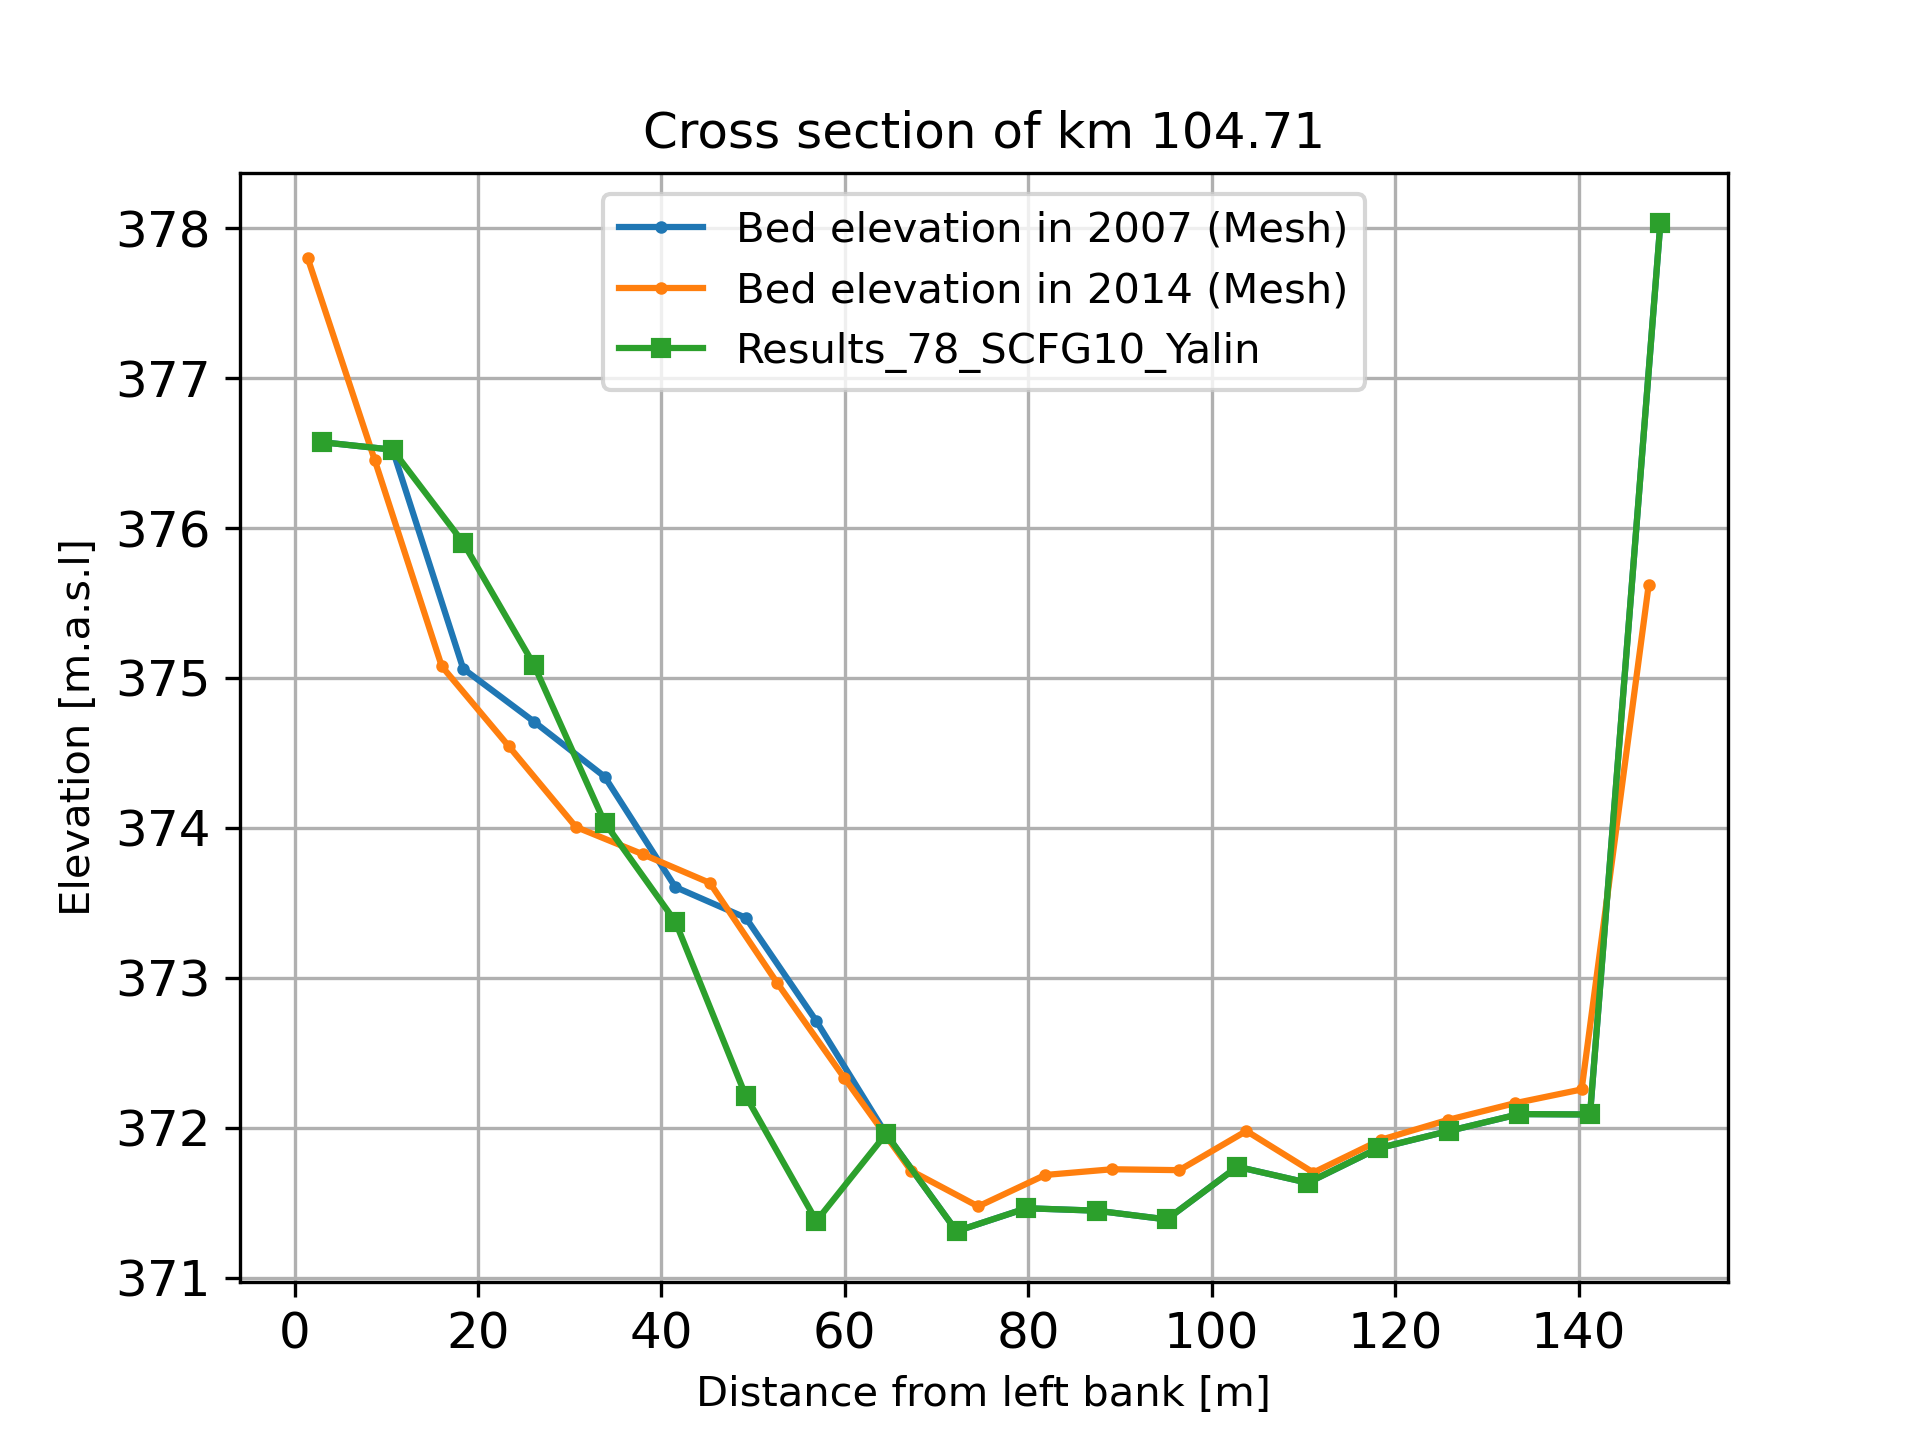 Cross section of km 104.71
Bed elevation in 2007 (Mesh)
Bed elevation in 2014 (Mesh)
Results_78_SCFG10_Yalin
378
377
376
375
374
373
372
371
Elevation [m.a.s.l]
0 20 40 60 80 100 120 140
Distance from left bank [m]